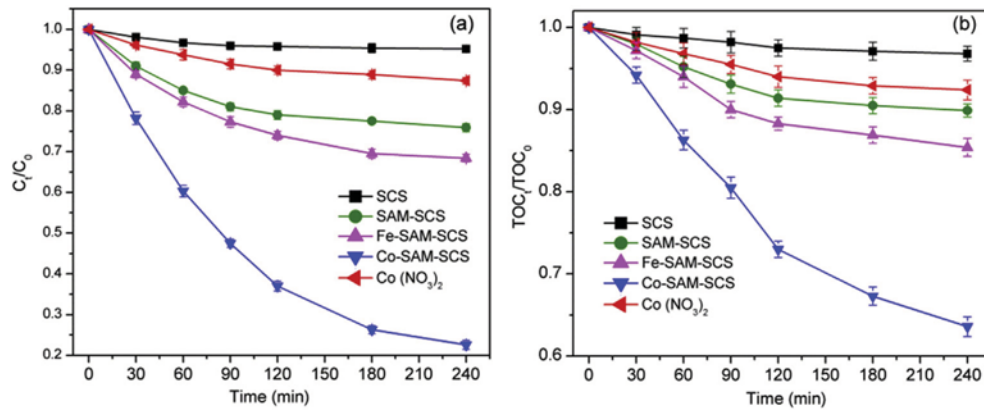 (a)
1.0
0.9
0.8
0.7
0.6
0.5
0.4
0.3
0.2
Ct/C0
SCS
SAM-SCS
Fe-SAM-SCS
Co-SAM-SCS
Co (NO3)2
0 30 60 90 120 150 180 210 240
Time (min)
(b)
1.0
0.9
0.8
0.7
0.6
TOCt/TOC0
SCS
SAM-SCS
Fe-SAM-SCS
Co-SAM-SCS
Co (NO3)2
0 30 60 90 120 150 180 210 240
Time (min)